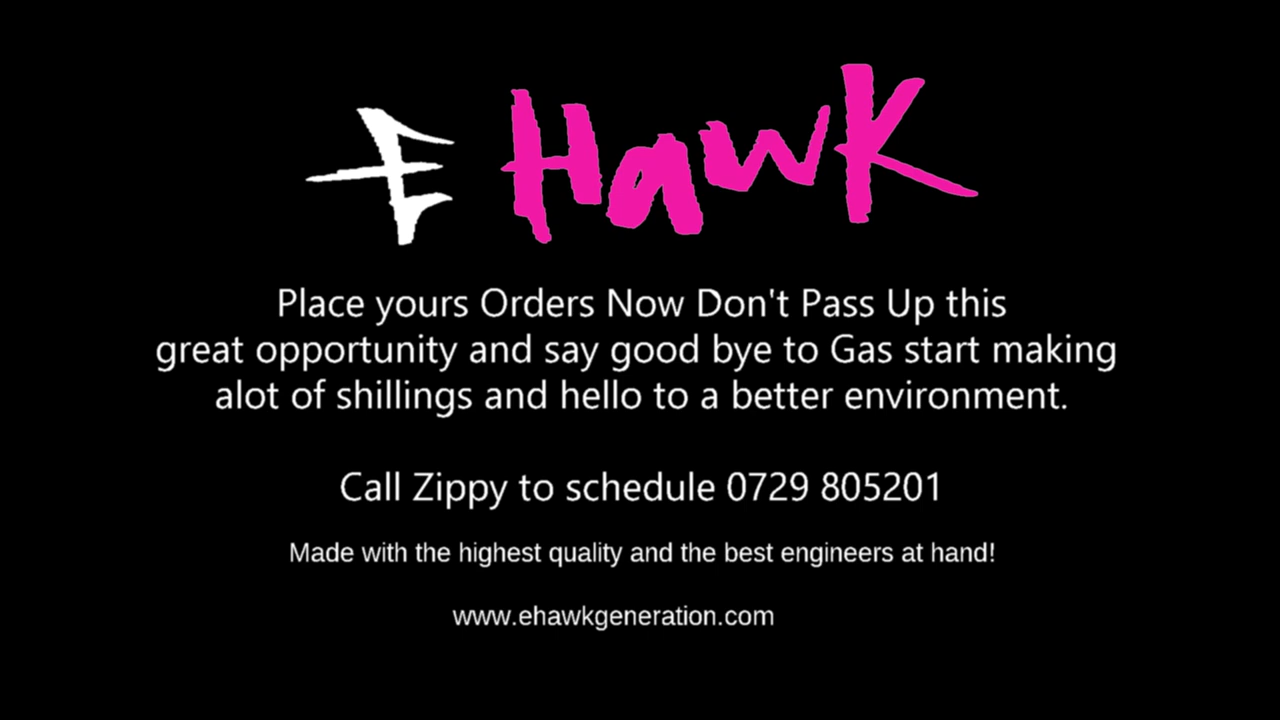 E Hawk
Place yours Orders Now Don't Pass Up this
great opportunity and say good bye to Gas start making
alot of shillings and hello to a better environment.
Call Zippy to schedule 0729 805201
Made with the highest quality and the best engineers at hand!
www.ehawkgeneration.com